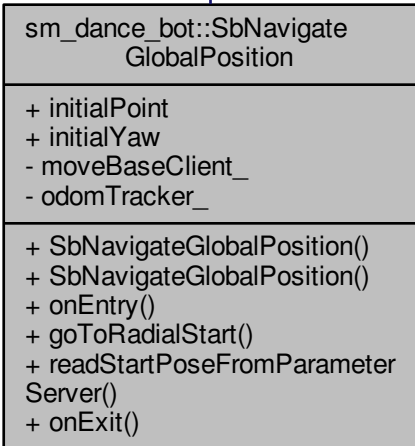 sm_dance_bot::SbNavigate
GlobalPosition
+ initialPoint
+ initialYaw
- moveBaseClient_
- odomTracker_
+ SbNavigateGlobalPosition()
+ SbNavigateGlobalPosition()
+ onEntry()
+ goToRadialStart()
+ readStartPoseFromParameter
Server()
+ onExit()